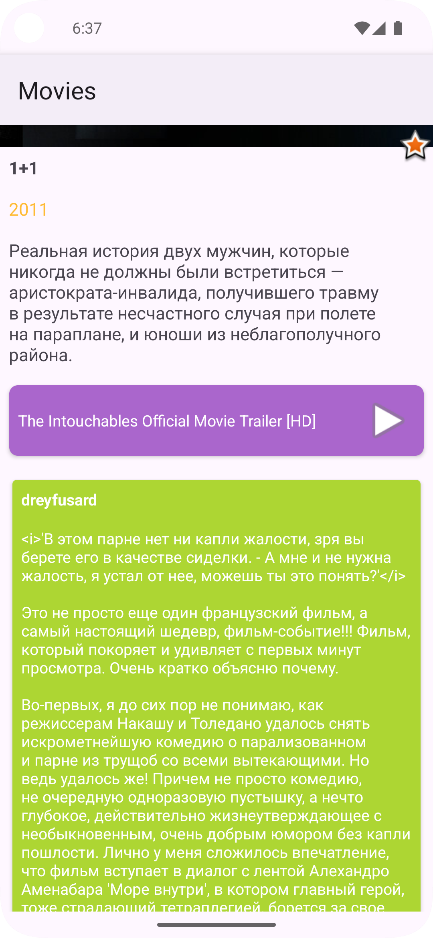 6:37
Movies
1+1
2011
Реальная история двух мужчин, которые
никогда не должны были встретиться —
аристократа-инвалида, получившего травму
в результате несчастного случая при полете
на параплане, и юноши из неблагополучного
района.
The Intouchables Official Movie Trailer [HD]
dreyfusard
<i>'В этом парне нет ни капли жалости, зря вы
берете его в качестве сиделки. - А мне и не нужна
жалость, я устал от нее, можешь ты это понять?'</i>
Это не просто еще один французский фильм, а
самый настоящий шедевр, фильм-событие!!! Фильм,
который покоряет и удивляет с первых минут
просмотра. Очень кратко объясню почему.
Во-первых, я до сих пор не понимаю, как
режиссерам Накашу и Толедано удалось снять
искрометнейшую комедию о парализованном
и парне из трущоб со всеми вытекающими. Но
ведь удалось же! Причем не просто комедию,
не очередную одноразовую пустышку, а нечто
глубокое, действительно жизнеутверждающее с
необыкновенным, очень добрым юмором без капли
пошлости. Лично у меня сложилось впечатление,
что фильм вступает в диалог с лентой Алехандро
Аменабара 'Море внутри', в котором главный герой,
тоже страдающий тетраплегией, борется за свое